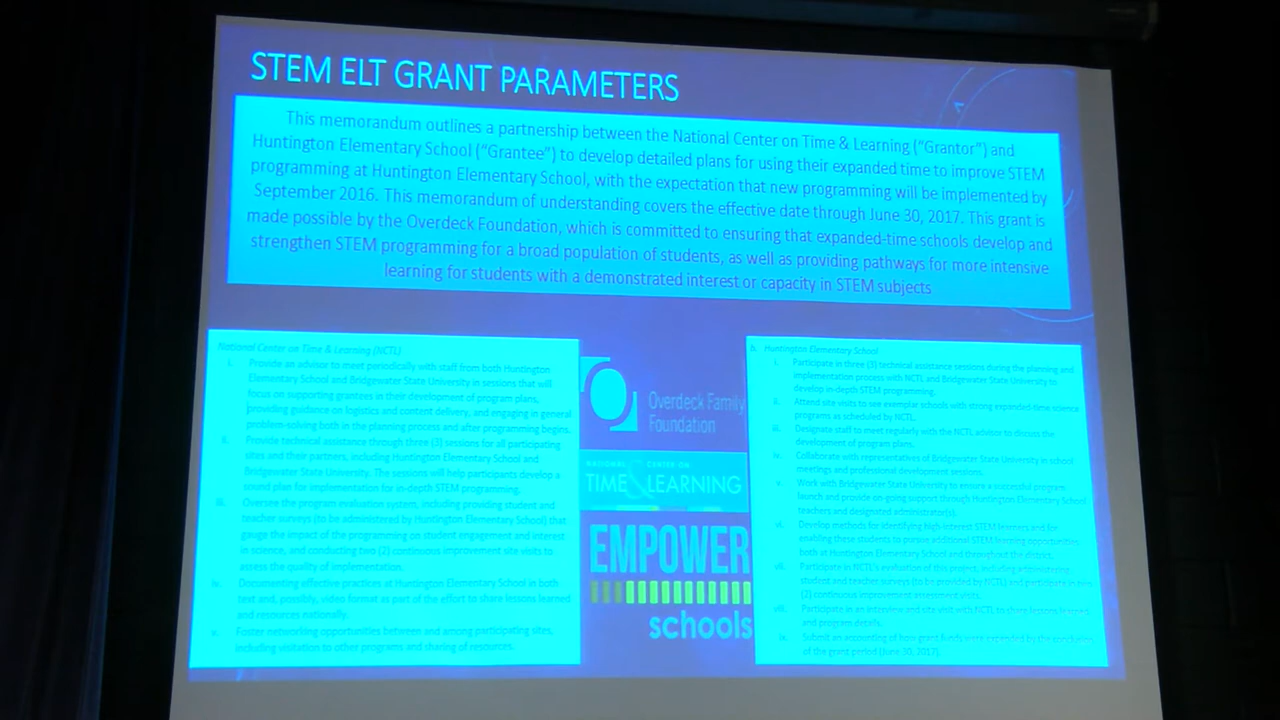 STEM ELT GRANT PARAMETERS
This memorandum outlines a partnership between the National Center on Time & Learning ("Grantor") and
Huntington Elementary School ("Grantee") to develop detailed plans for using their expanded time to improve STEM
programming at Huntington Elementary School, with the expectation that new programming will be implemented by
September 2016. This memorandum of understanding covers the effective date through June 30, 2017. This grant is
made possible by the Overdeck Foundation, which is committed to ensuring that expanded-time schools develop and
strengthen STEM programming for a broad population of students, as well as providing pathways for more intensive
learning for students with a demonstrated interest or capacity in STEM subjects
National Center on Time & Learning (NCTL)
i. Provide an advisor to meet periodically with staff from both Huntington
Elementary School and Bridgewater State University in sessions that will
focus on supporting grantees in their development of program plans,
providing guidance on logistics and content delivery, and engaging in general
problem-solving both in the planning process and after programming begins.
ii. Provide technical assistance through three (3) sessions for all participating
sites and their partners, including Huntington Elementary School and
Bridgewater State University. The sessions will help participants develop a
sound plan for implementation for in-depth STEM programming.
iii. Oversee the program evaluation system, including providing student and
teacher surveys (to be administered by Huntington Elementary School) that
gauge the impact of the programming on student engagement and interest
in science, and conducting two (2) continuous improvement site visits to
assess the quality of implementation.
iv. Documenting effective practices at Huntington Elementary School in both
text and, possibly, video format as part of the effort to share lessons learned
and resources nationally.
v. Foster networking opportunities between and among participating sites,
including visitation to other programs and sharing of resources.
Overdeck Family
Foundation
NATIONAL CENTER ON
TIME & LEARNING
EMPOWER
schools
b. Huntington Elementary School
i. Participate in three (3) technical assistance sessions during the planning and
implementation process with NCTL and Bridgewater State University to
develop in-depth STEM programming.
ii. Attend site visits to see exemplar schools with strong expanded-time science
programs as scheduled by NCTL.
iii. Designate staff to meet regularly with the NCTL advisor to discuss the
development of program plans.
iv. Collaborate with representatives of Bridgewater State University in school
meetings and professional development sessions.
v. Work with Bridgewater State University to ensure a successful program
launch and provide on-going support through Huntington Elementary School
teachers and designated administrator(s).
vi. Develop methods for identifying high-interest STEM learners and for
enabling these students to pursue additional STEM learning opportunities
both at Huntington Elementary School and throughout the district.
vii. Participate in NCTL's evaluation of this project, including administering
student and teacher surveys (to be provided by NCTL) and participate in two
(2) continuous improvement assessment visits.
viii. Participate in an interview and site visit with NCTL to share lessons learned
and program details.
ix. Submit an accounting of how grant funds were expended by the conclusion
of the grant period (June 30, 2017).